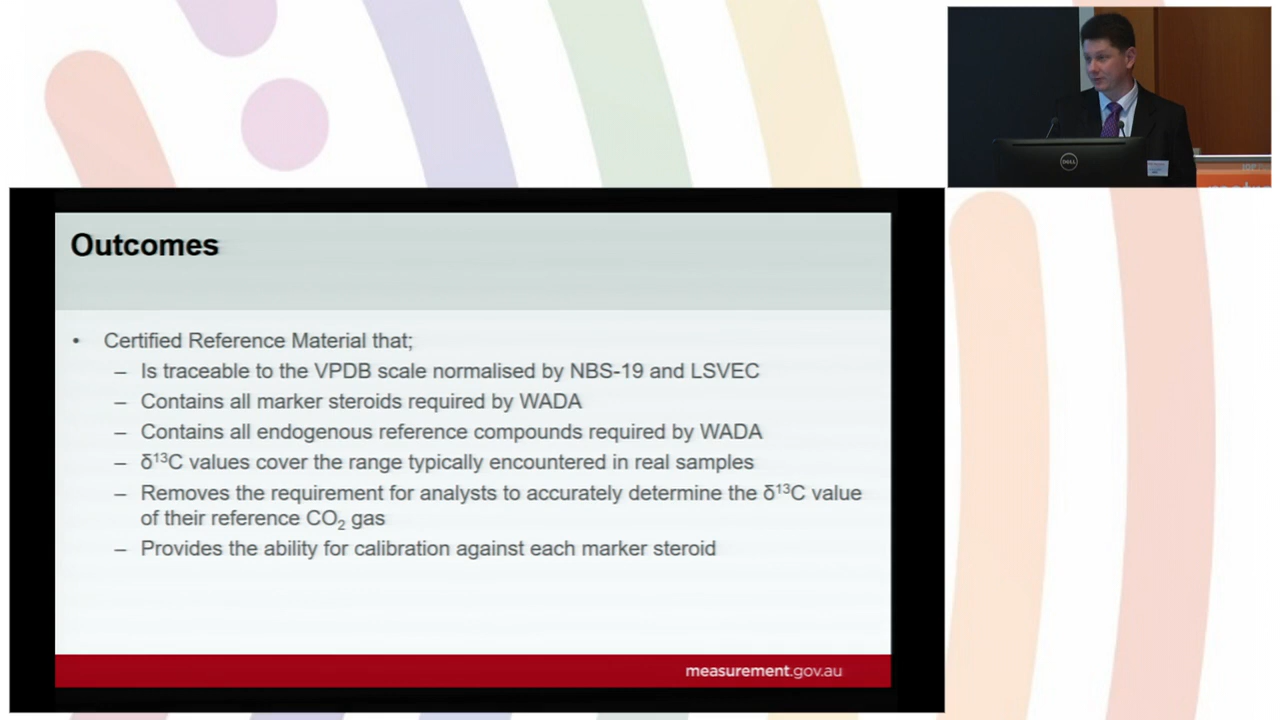 DELL
Outcomes
• Certified Reference Material that;
– Is traceable to the VPDB scale normalised by NBS-19 and LSVEC
– Contains all marker steroids required by WADA
– Contains all endogenous reference compounds required by WADA
– δ¹³C values cover the range typically encountered in real samples
– Removes the requirement for analysts to accurately determine the δ¹³C value
of their reference CO₂ gas
– Provides the ability for calibration against each marker steroid
measurement.gov.au